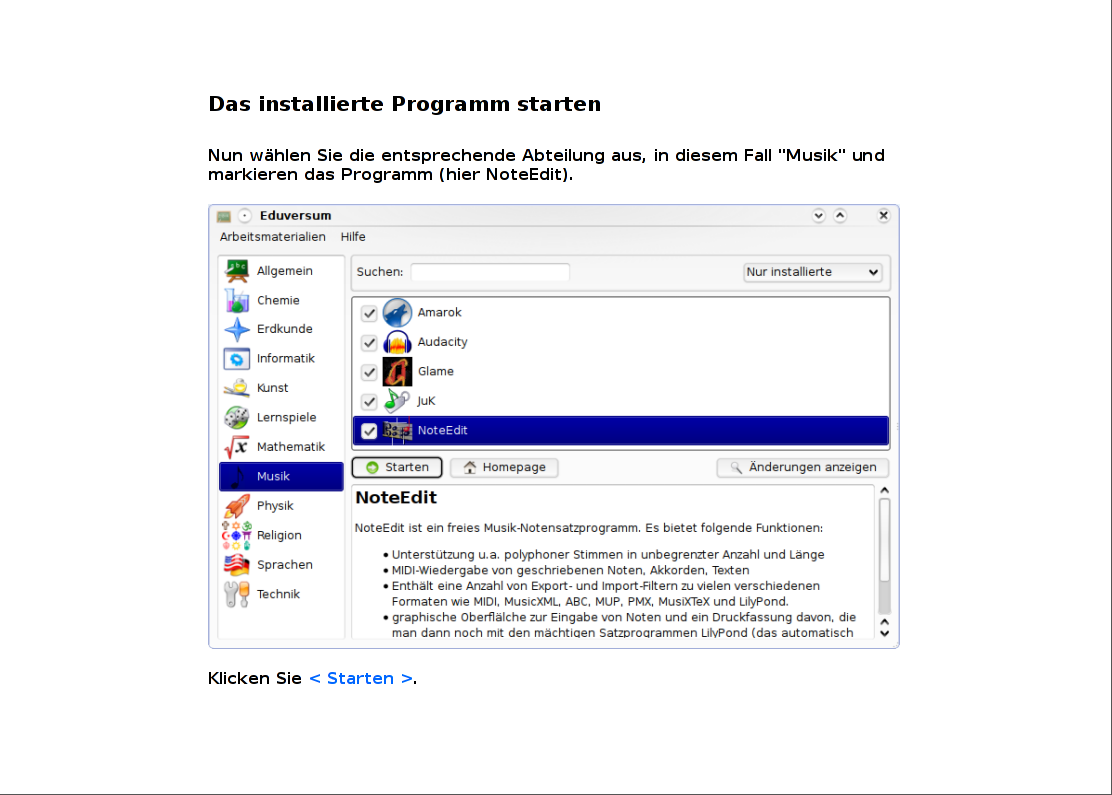 Das installierte Programm starten
Nun wählen Sie die entsprechende Abteilung aus, in diesem Fall "Musik" und
markieren das Programm (hier NoteEdit).
Eduversum
Arbeitsmaterialien Hilfe
Allgemein
Chemie
Erdkunde
Informatik
Kunst
Lernspiele
Mathematik
Musik
Physik
Religion
Sprachen
Technik
Suchen: Nur installierte
Amarok
Audacity
Glame
JuK
NoteEdit
Starten Homepage Änderungen anzeigen
NoteEdit
NoteEdit ist ein freies Musik-Notensatzprogramm. Es bietet folgende Funktionen:
• Unterstützung u.a. polyphoner Stimmen in unbegrenzter Anzahl und Länge
• MIDI-Wiedergabe von geschriebenen Noten, Akkorden, Texten
• Enthält eine Anzahl von Export- und Import-Filtern zu vielen verschiedenen
Formaten wie MIDI, MusicXML, ABC, MUP, PMX, MusiXTeX und LilyPond.
• graphische Oberflälche zur Eingabe von Noten und ein Druckfassung davon, die
man dann noch mit den mächtigen Satzprogrammen LilyPond (das automatisch
Klicken Sie < Starten >.